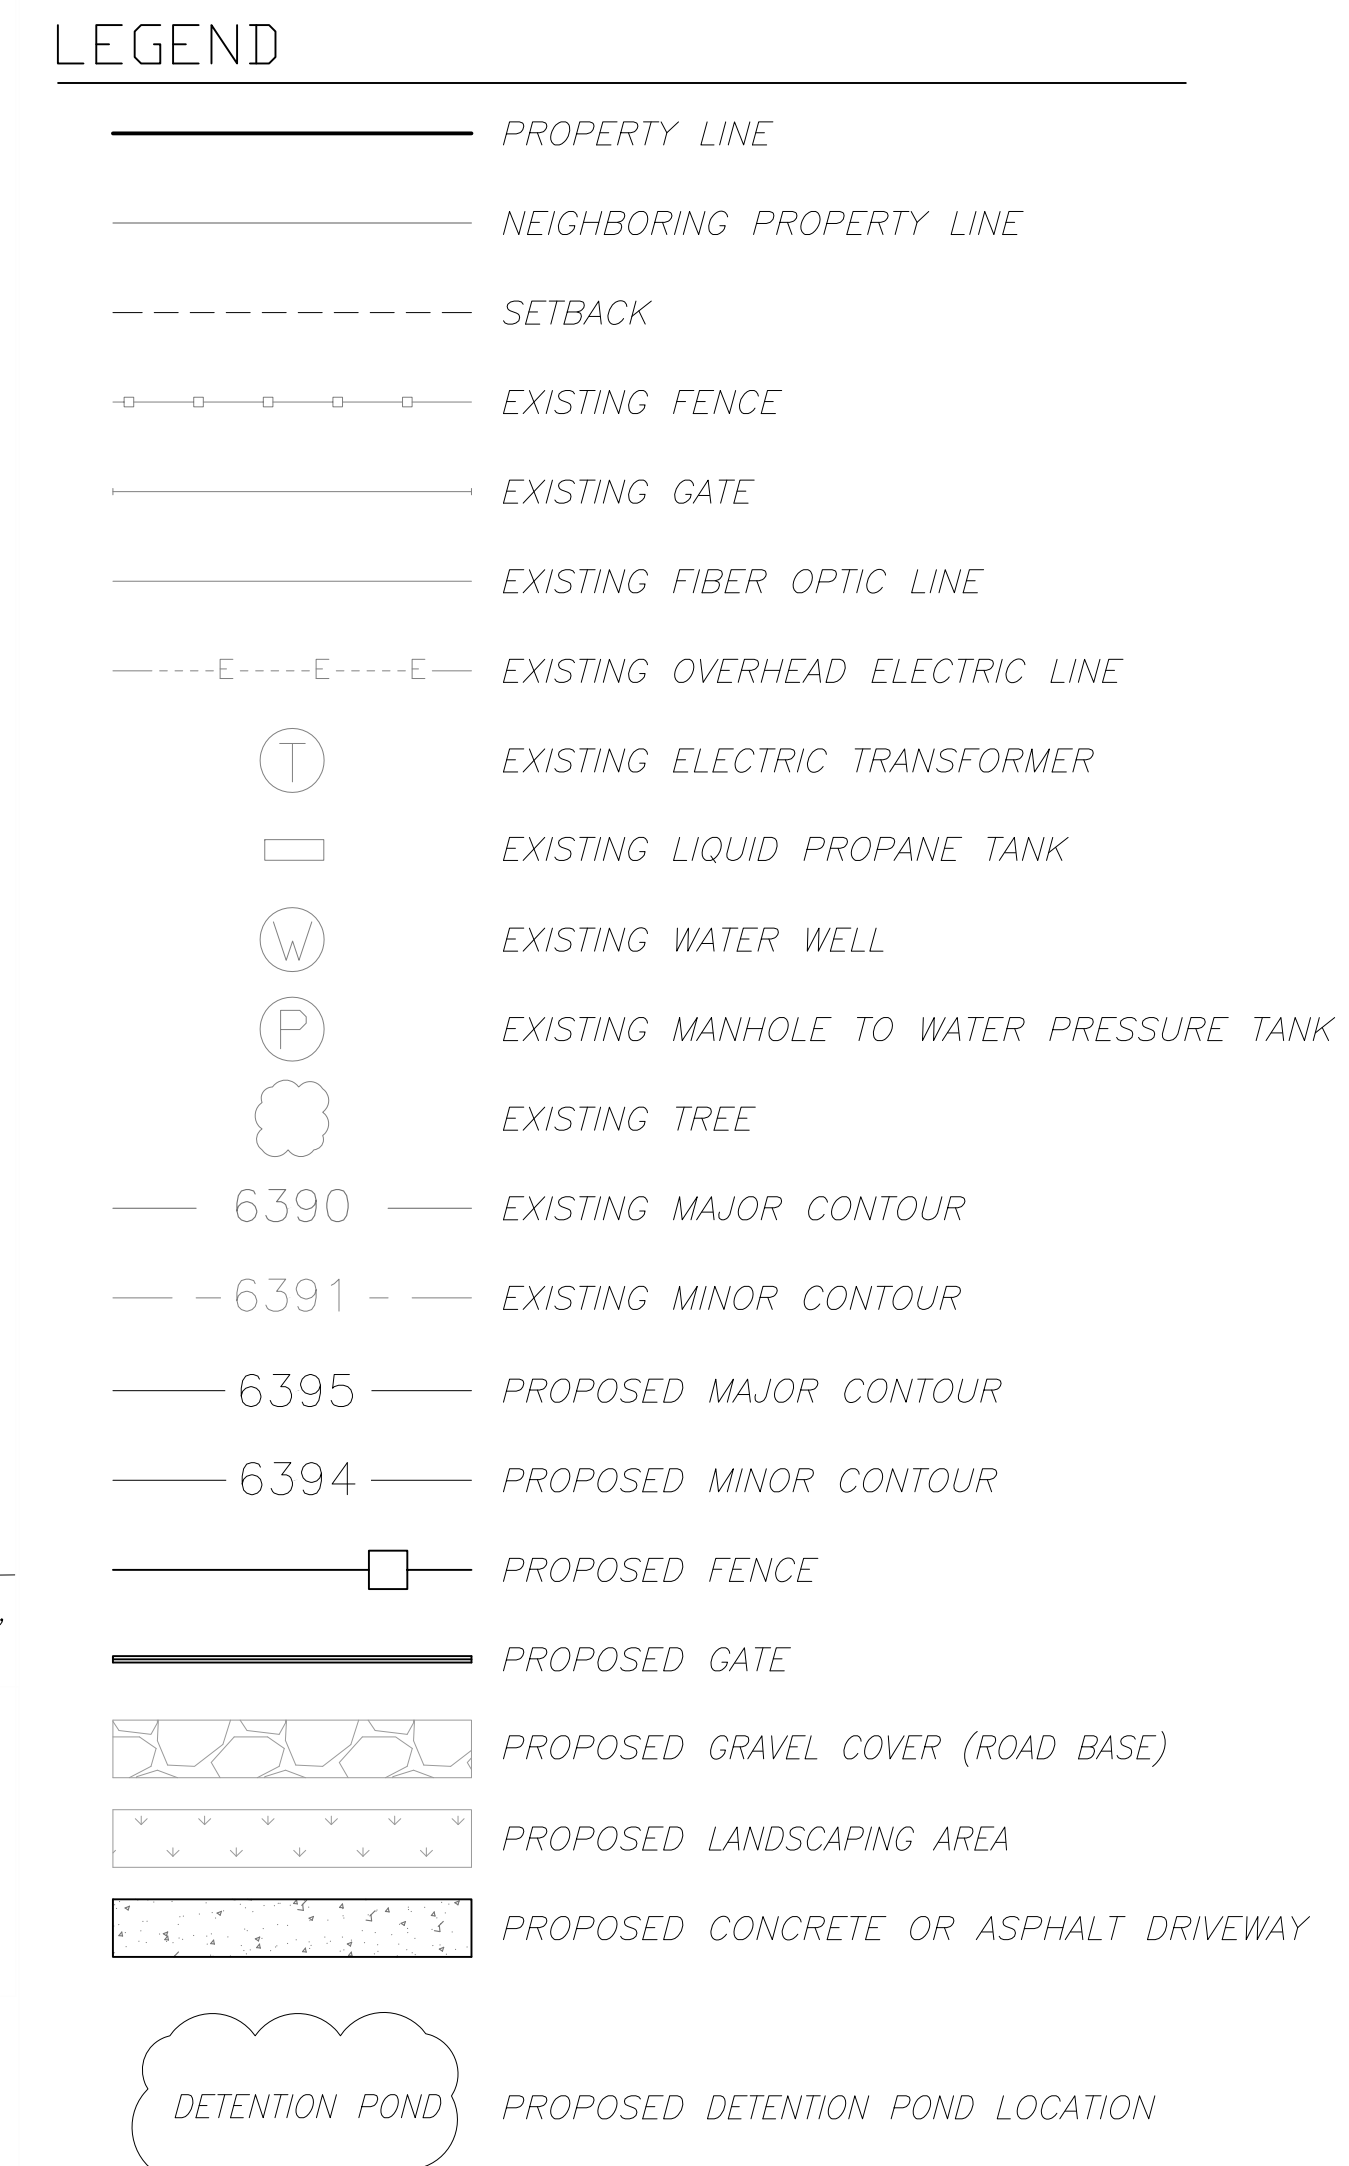 LEGEND
PROPERTY LINE
NEIGHBORING PROPERTY LINE
SETBACK
EXISTING FENCE
EXISTING GATE
EXISTING FIBER OPTIC LINE
E E E EXISTING OVERHEAD ELECTRIC LINE
T EXISTING ELECTRIC TRANSFORMER
EXISTING LIQUID PROPANE TANK
W EXISTING WATER WELL
P EXISTING MANHOLE TO WATER PRESSURE TANK
EXISTING TREE
6390 EXISTING MAJOR CONTOUR
6391 EXISTING MINOR CONTOUR
6395 PROPOSED MAJOR CONTOUR
6394 PROPOSED MINOR CONTOUR
PROPOSED FENCE
PROPOSED GATE
PROPOSED GRAVEL COVER (ROAD BASE)
PROPOSED LANDSCAPING AREA
PROPOSED CONCRETE OR ASPHALT DRIVEWAY
DETENTION POND PROPOSED DETENTION POND LOCATION